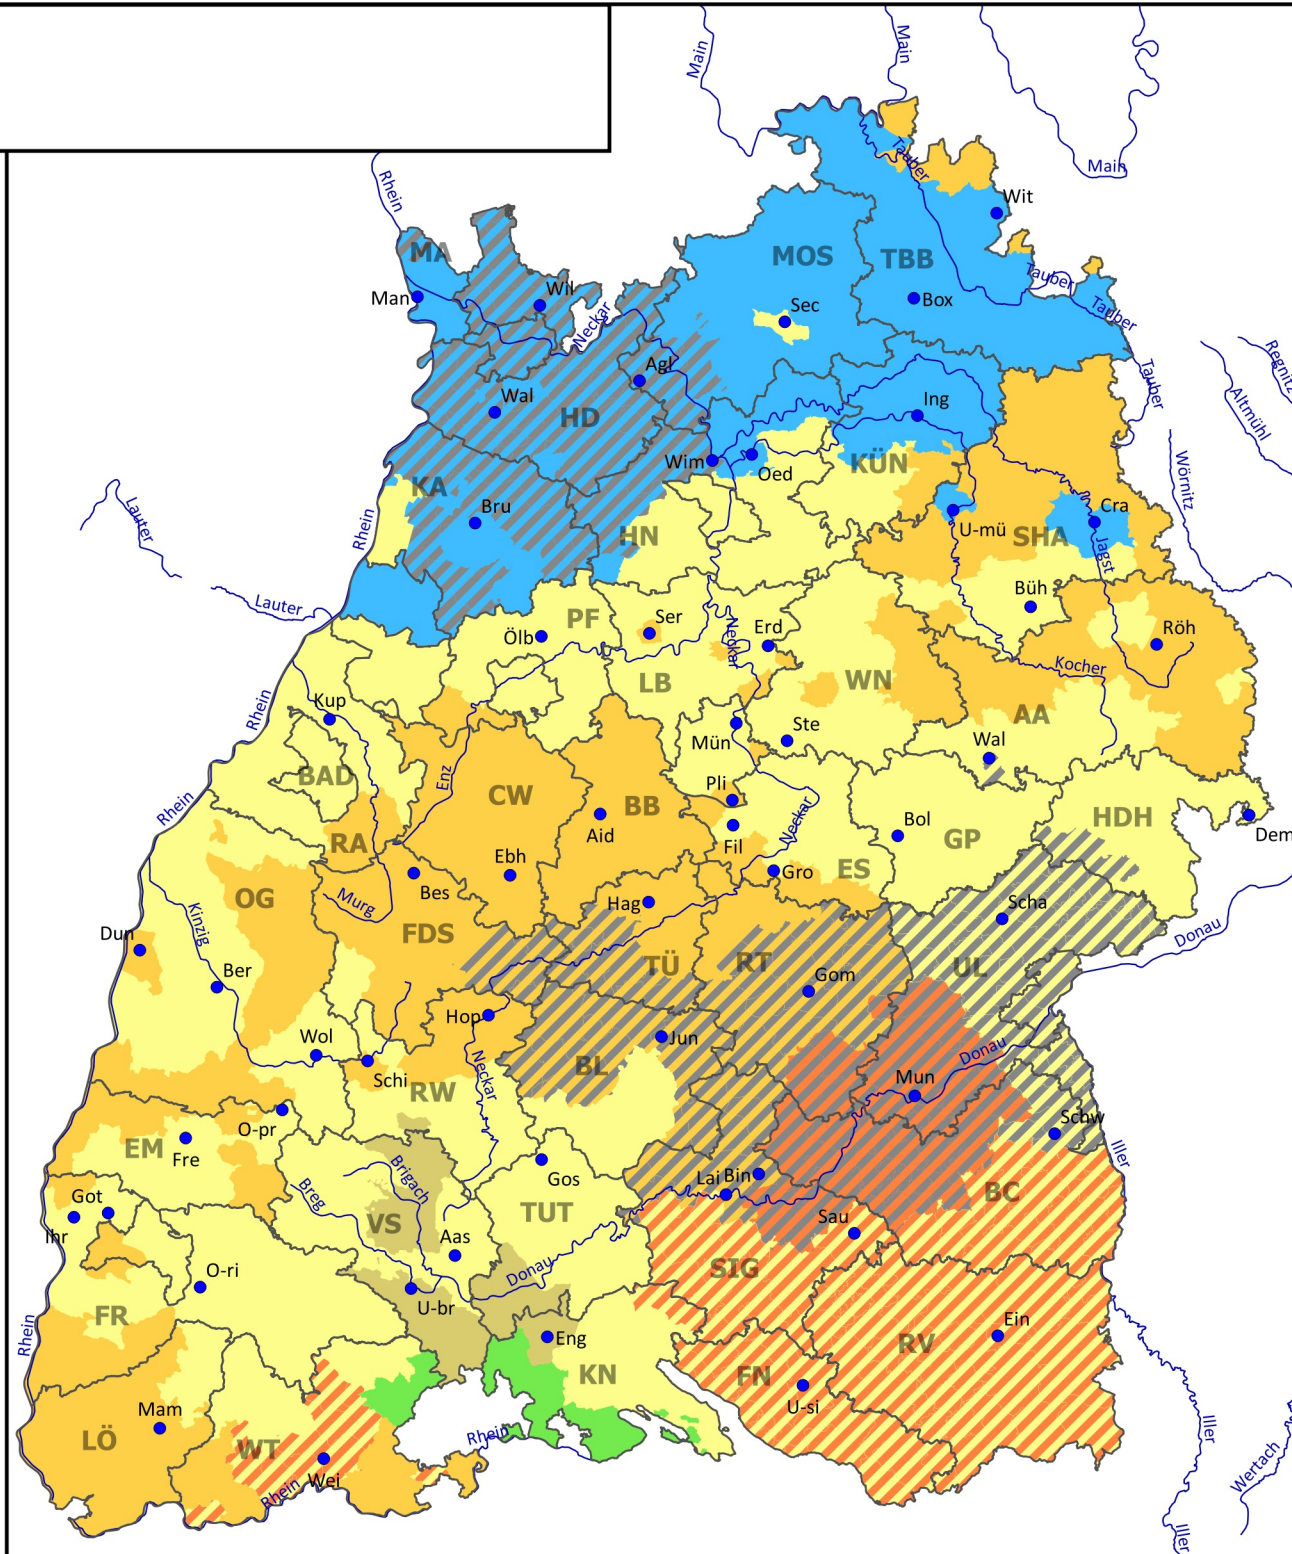 Main
Main
Main
Rhein
Tauber
Wit
MA
MOS
TBB
Tauber
Man
Wil
Neckar
Sec
Box
Tauber
Regnitz
Agl
Tauber
Altmühl
Wal
HD
Ing
Wim
Oed
KÜN
Wörnitz
KA
Bru
Lauter
Rhein
HN
U-mü
SHA
Cra
Jagst
Lauter
Büh
PF
Ser
Erd
Röh
Ölb
Neckar
Kocher
LB
WN
Rhein
Kup
AA
Mün
Ste
Wal
BAD
Enz
CW
BB
Pli
Neckar
Rhein
Aid
Fil
Bol
GP
HDH
Dem
RA
Ebh
ES
Gro
Bes
OG
Murg
Hag
Scha
Kinzig
FDS
Dun
TÜ
RT
UL
Donau
Ber
Gom
Hop
Wol
Jun
Donau
Schi
Neckar
BL
RW
Mun
O-pr
Schw
EM
Fre
Iller
Brigach
Gos
Lai
Bin
BC
Got
Breg
VS
TUT
Sau
Ihr
Aas
O-ri
Donau
SIG
U-br
FR
Rhein
Eng
Ein
KN
FN
RV
U-si
Mam
LÖ
WT
Rhein
Iller
Wei
Rhein
Wertach
Iller